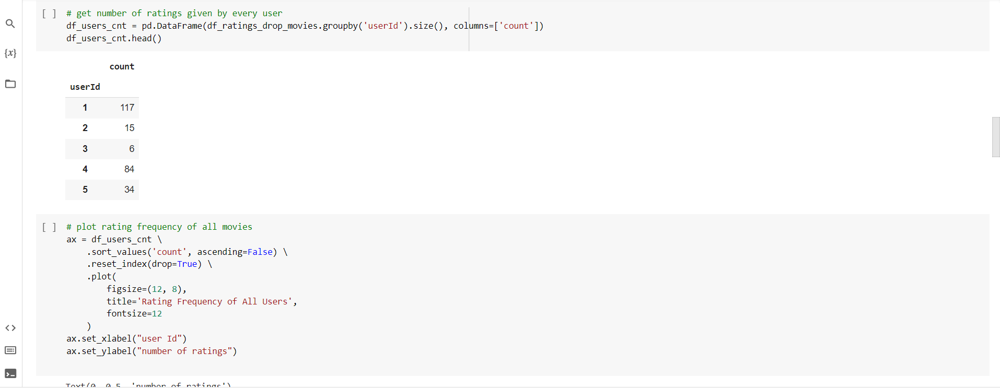 [ ] # get number of ratings given by every user
df_users_cnt = pd.DataFrame(df_ratings_drop_movies.groupby('userId').size(), columns=['count'])
df_users_cnt.head()
{x}
count
userId
1 117
2 15
3 6
4 84
5 34
[ ] # plot rating frequency of all movies
ax = df_users_cnt \
    .sort_values('count', ascending=False) \
    .reset_index(drop=True) \
    .plot(
        figsize=(12, 8),
        title='Rating Frequency of All Users',
        fontsize=12
    )
ax.set_xlabel("user Id")
ax.set_ylabel("number of ratings")
Text(0, 0.5, 'number of ratings')